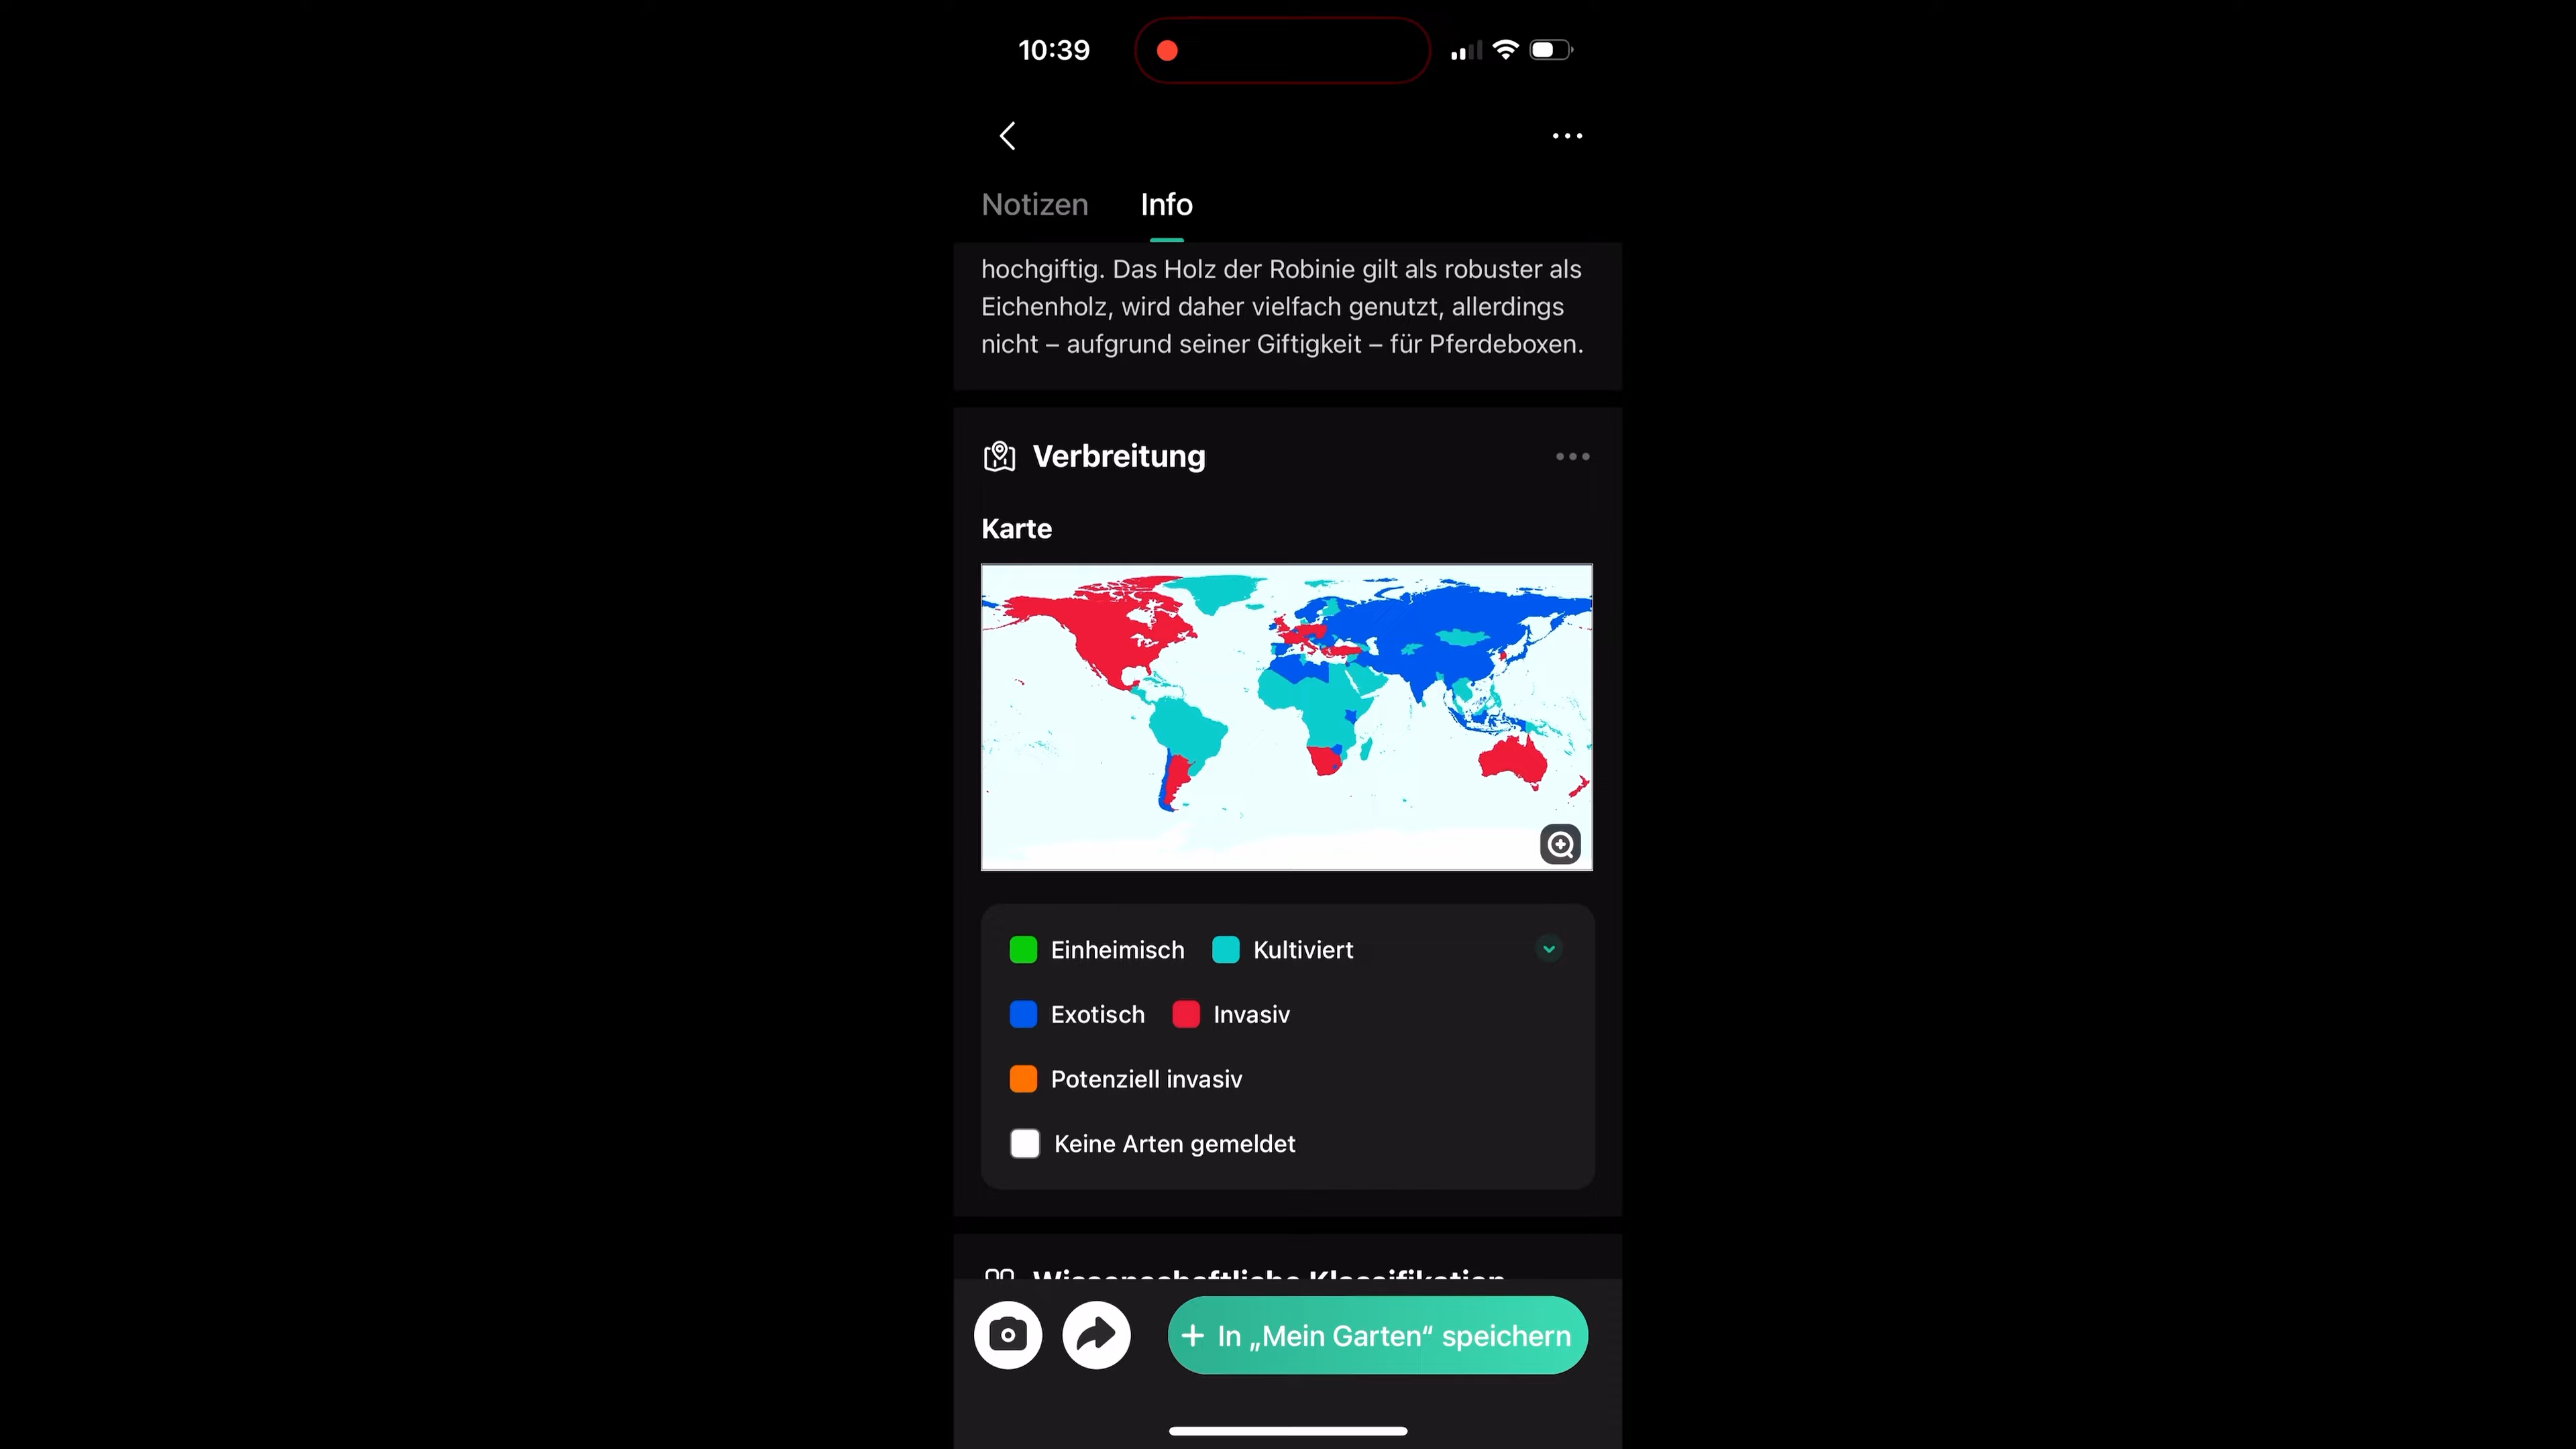 10:39
Notizen Info
hochgiftig. Das Holz der Robinie gilt als robuster als
Eichenholz, wird daher vielfach genutzt, allerdings
nicht – aufgrund seiner Giftigkeit – für Pferdeboxen.
Verbreitung
Karte
Einheimisch Kultiviert
Exotisch Invasiv
Potenziell invasiv
Keine Arten gemeldet
Wissenschaftliche Klassifikation
+ In „Mein Garten“ speichern